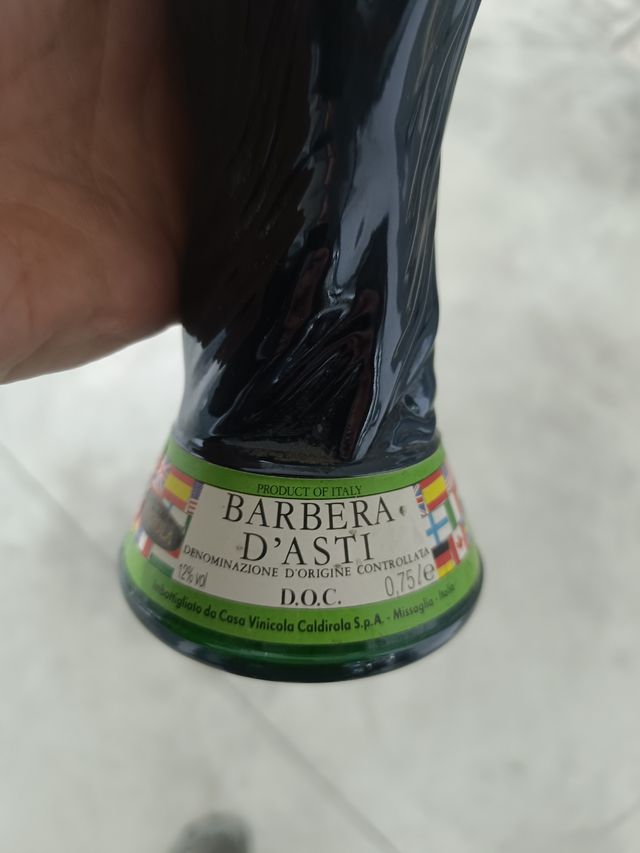 PRODUCT OF ITALY
BARBERA
D'ASTI
DENOMINAZIONE D'ORIGINE CONTROLLATA
12% vol
D.O.C.
0,75 l e
Imbottigliato da Casa Vinicola Caldirola S.p.A. - Missaglia - Italia